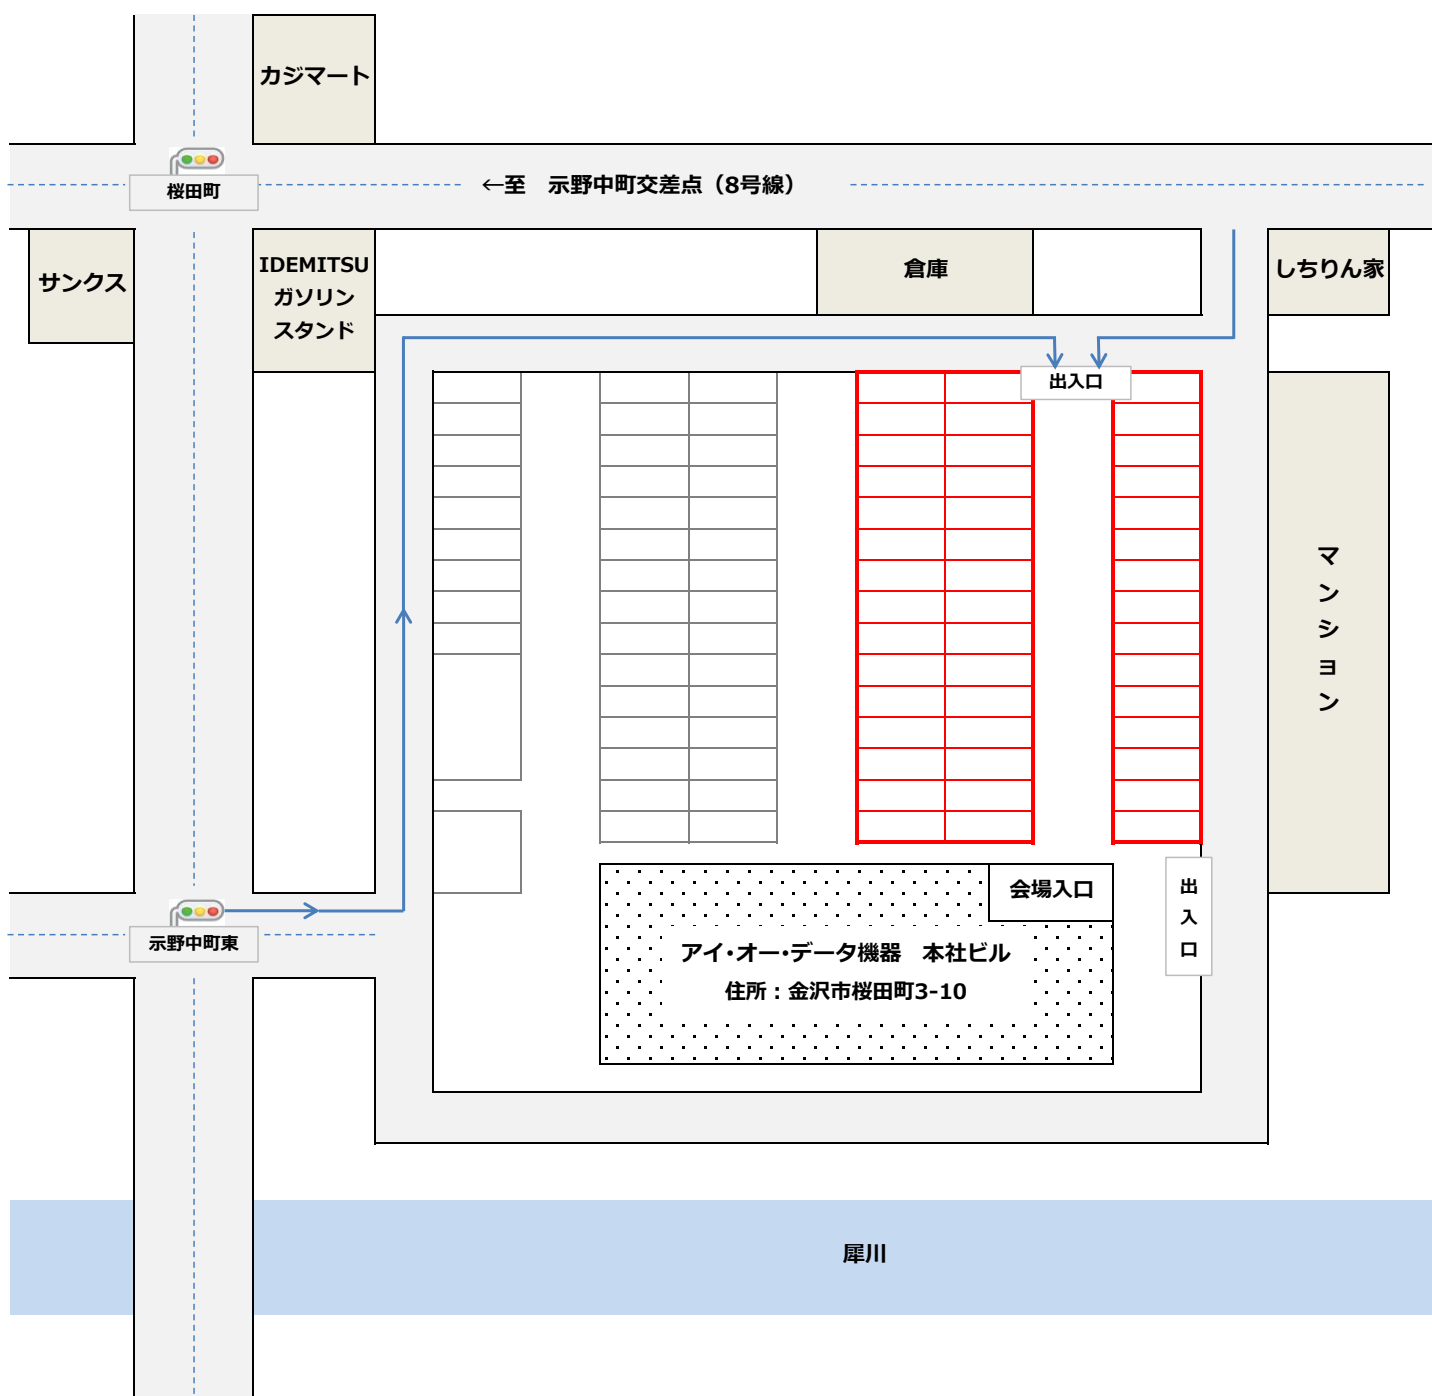 カジマート
桜田町
←至　示野中町交差点（8号線）
サンクス
IDEMITSU
ガソリン
スタンド
倉庫
しちりん家
出入口
マンション
会場入口
出入口
示野中町東
アイ・オー・データ機器　本社ビル
住所：金沢市桜田町3-10
犀川